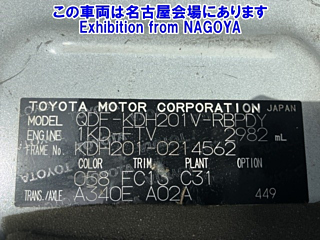 この車両は名古屋会場にあります
Exhibition from NAGOYA
TOYOTA MOTOR CORPORATION JAPAN
MODEL QDF-KDH201V-RBPDY
ENGINE 1KD-FTV 2982 mL
FRAME No. KDH201-0214562
COLOR TRIM PLANT OPTION
058 FC13 C31
TRANS./AXLE A340E A02A 449